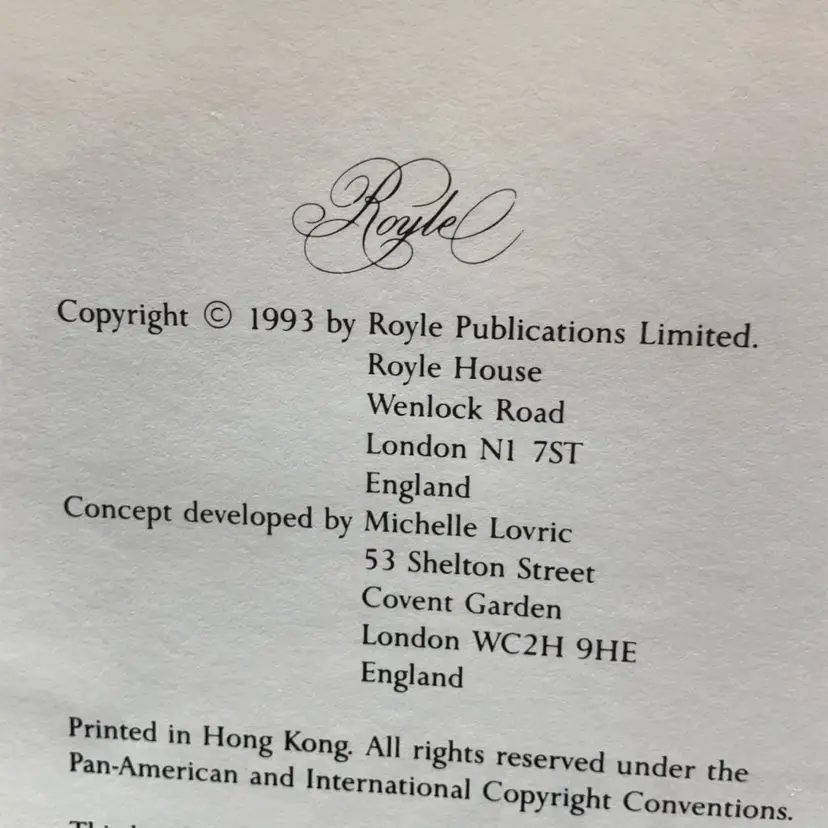 Royle
Copyright © 1993 by Royle Publications Limited.
Royle House
Wenlock Road
London N1 7ST
England
Concept developed by Michelle Lovric
53 Shelton Street
Covent Garden
London WC2H 9HE
England
Printed in Hong Kong. All rights reserved under the
Pan-American and International Copyright Conventions.